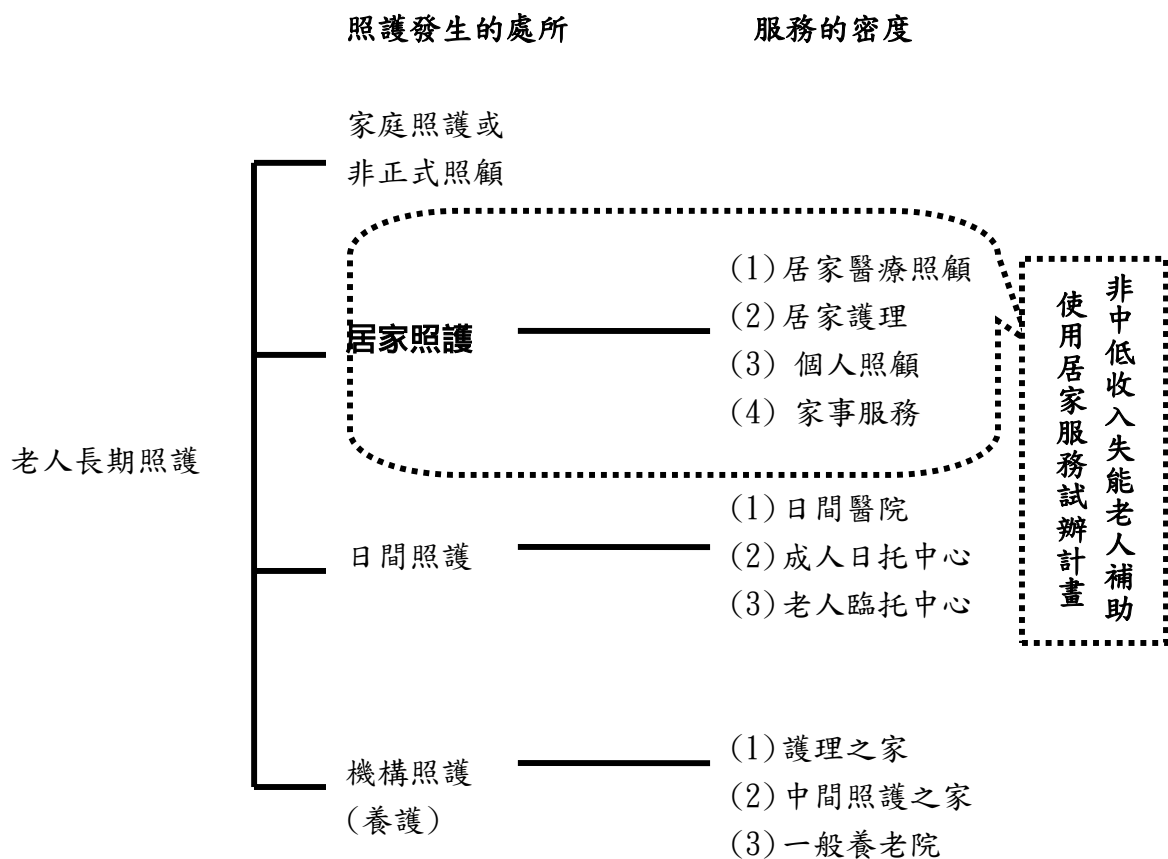 照護發生的處所
服務的密度
家庭照護或
非正式照顧
居家照護
(1)居家醫療照顧
(2)居家護理
(3) 個人照顧
(4) 家事服務
非中低收入失能老人補助
使用居家服務試辦計畫
老人長期照護
日間照護
(1)日間醫院
(2)成人日托中心
(3)老人臨托中心
機構照護
(養護)
(1)護理之家
(2)中間照護之家
(3)一般養老院